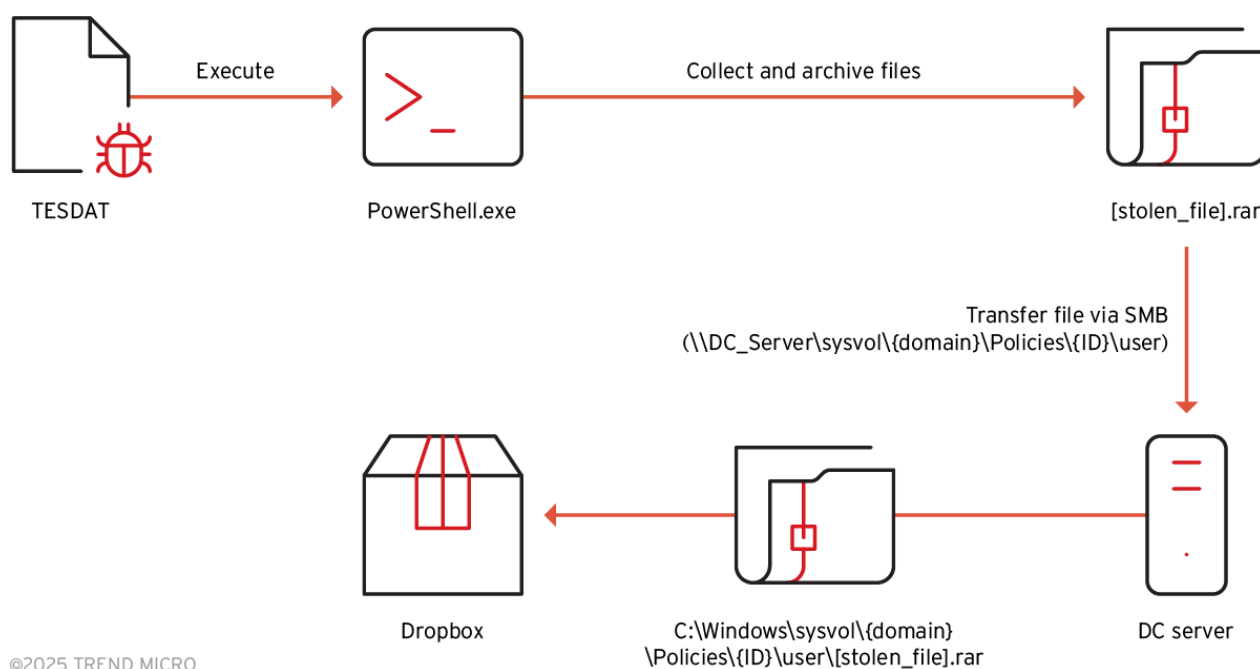 Execute
Collect and archive files
TESDAT
PowerShell.exe
[stolen_file].rar
Transfer file via SMB
(\\DC_Server\sysvol\{domain}\Policies\{ID}\user)
Dropbox
C:\Windows\sysvol\{domain}
\Policies\{ID}\user\[stolen_file].rar
DC server
©2025 TREND MICRO